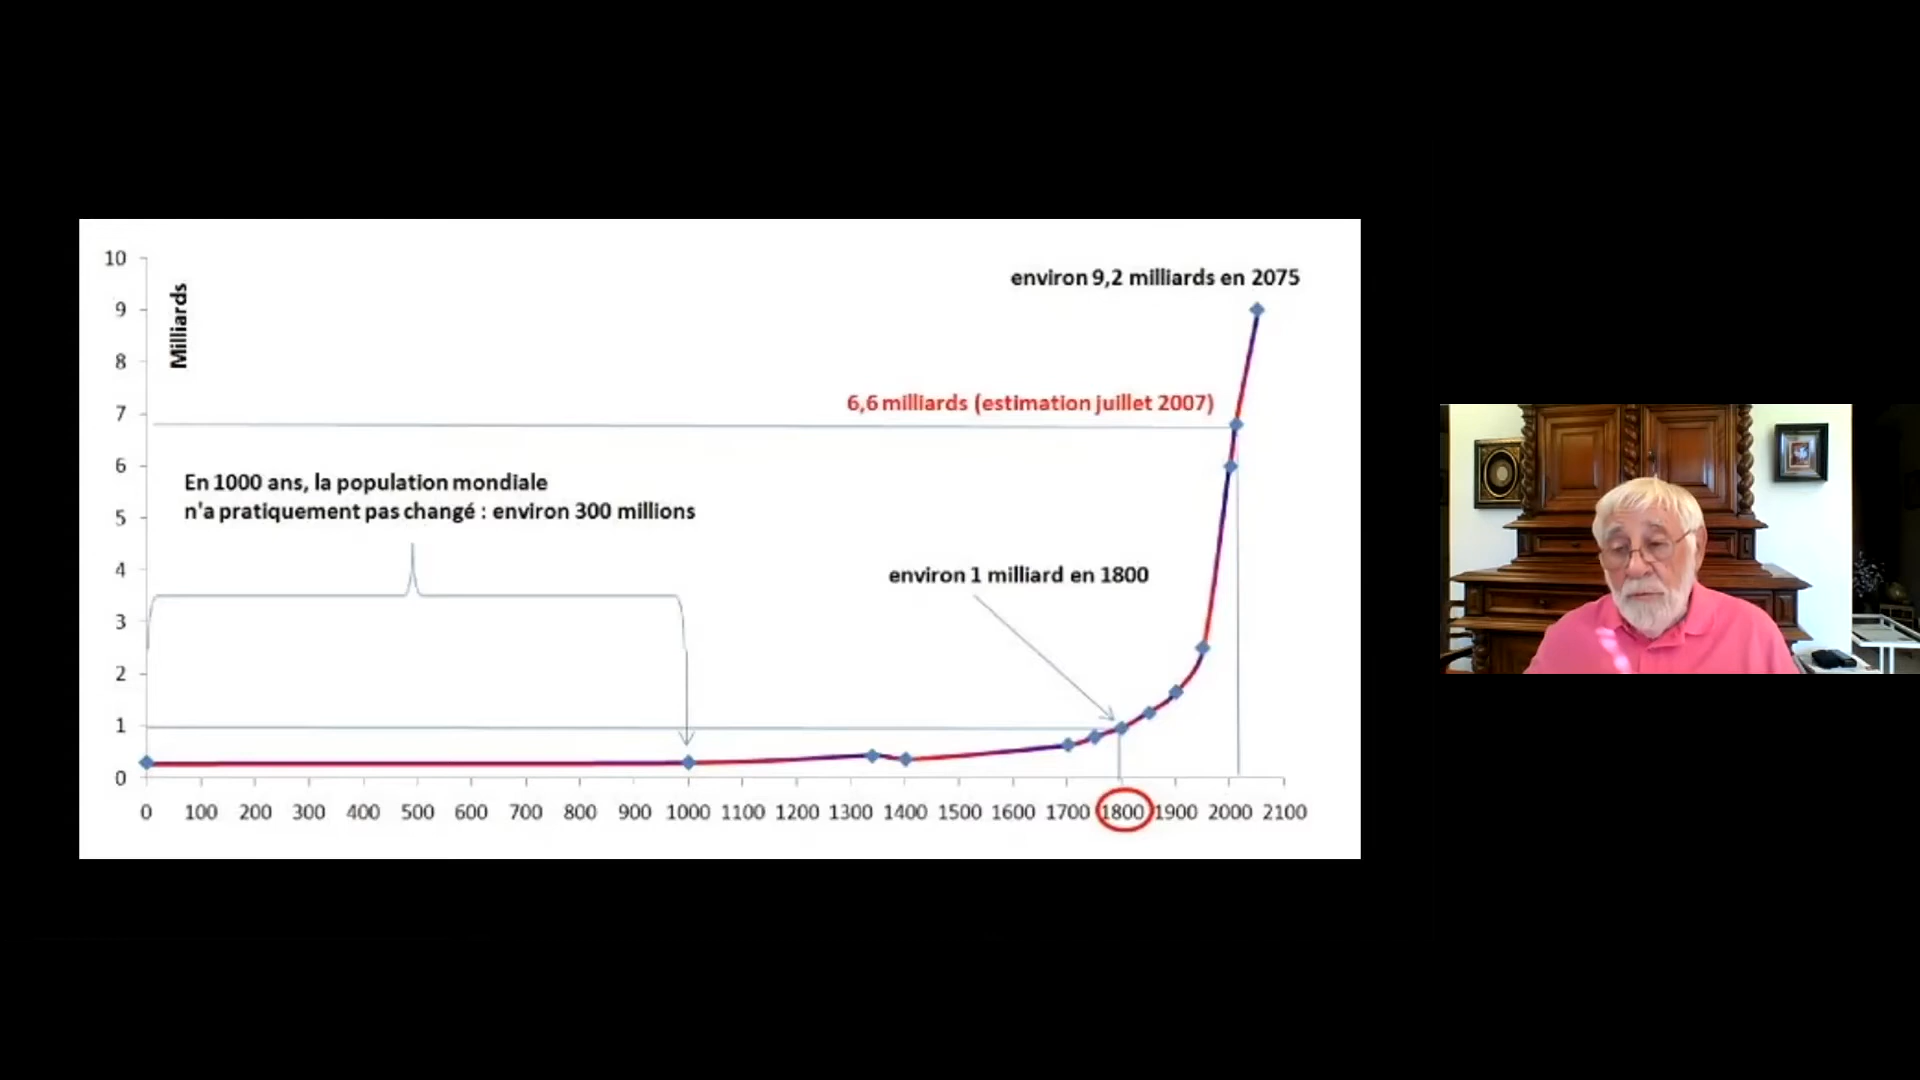 10
Milliards
environ 9,2 milliards en 2075
9
8
6,6 milliards (estimation juillet 2007)
7
6
En 1000 ans, la population mondiale
n'a pratiquement pas changé : environ 300 millions
5
4
environ 1 milliard en 1800
3
2
1
0
0 100 200 300 400 500 600 700 800 900 1000 1100 1200 1300 1400 1500 1600 1700 1800 1900 2000 2100